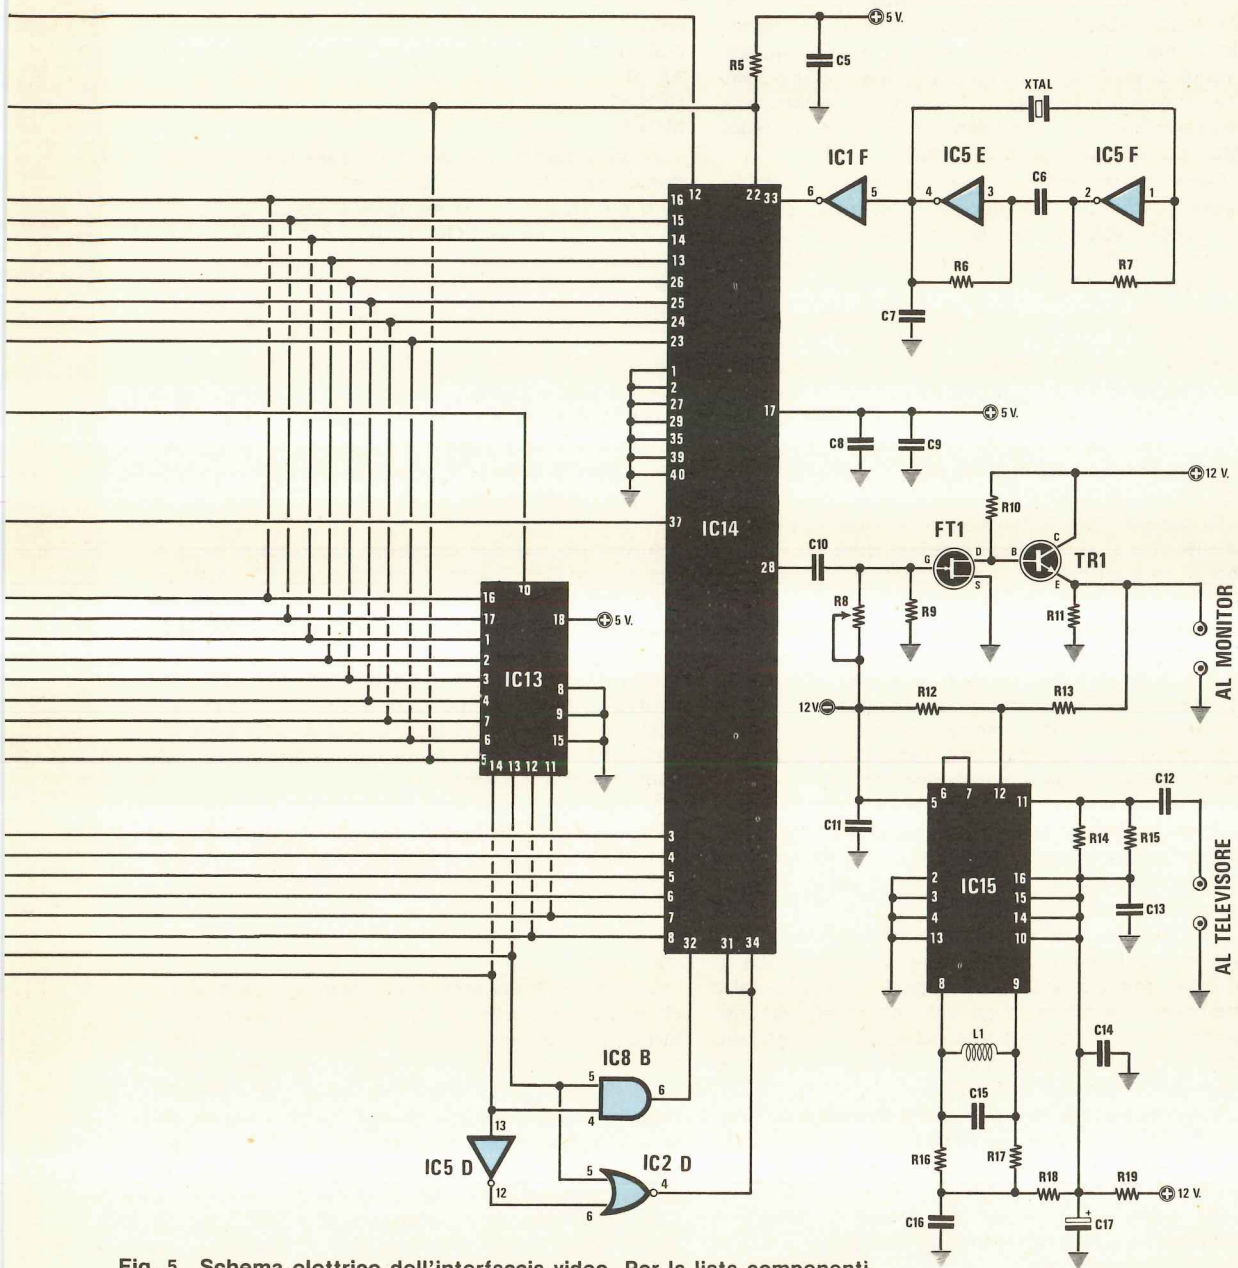 5 V.
R5
C5
XTAL
IC1 F
IC5 E
C6
IC5 F
6 5
4 3
2 1
R6
R7
C7
12
22 33
16
15
14
13
26
25
24
23
1
2
27
29
35
39
40
17
5 V.
C8
C9
37
IC14
28
C10
R8
R9
FT1
G
D
S
R10
12 V.
B
C
E
TR1
R11
AL MONITOR
12V.
R12
R13
10
16
17
1
2
3
4
7
6
5
18
5 V.
IC13
8
9
15
14 13 12 11
3
4
5
6
7
8
32
31 34
C11
5
6 7
12
11
2
3
4
13
IC15
16
15
14
10
8 9
R14
R15
C12
C13
AL TELEVISORE
L1
C14
C15
R16
R17
R18
R19
12 V.
C16
+
C17
IC8 B
5
4
6
13
IC5 D
12
IC2 D
5
6
4
Fig. 5 Schema elettrico dell'interfaccia video. Per la lista componenti